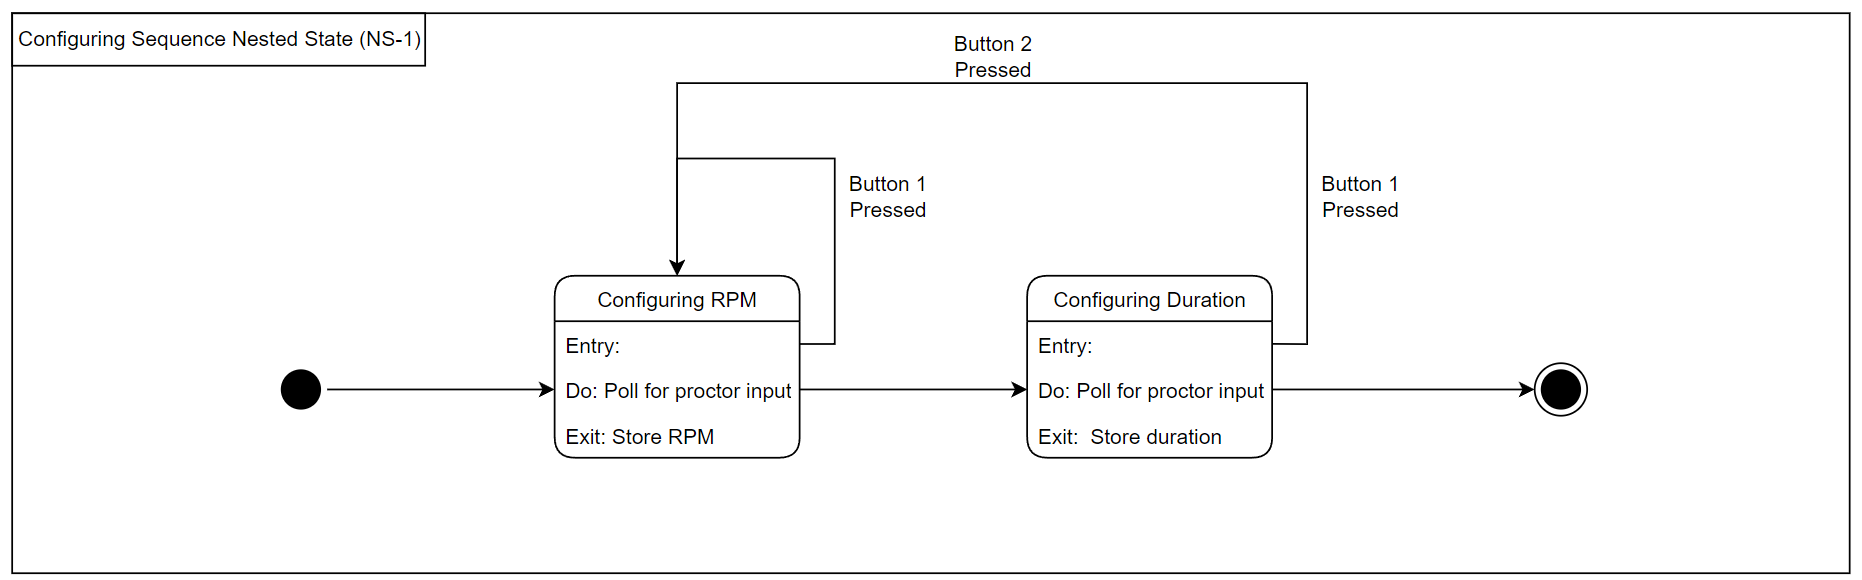 Configuring Sequence Nested State (NS-1)
Button 2
Pressed
Button 1
Pressed
Button 1
Pressed
Configuring RPM
Entry:
Do: Poll for proctor input
Exit: Store RPM
Configuring Duration
Entry:
Do: Poll for proctor input
Exit:  Store duration